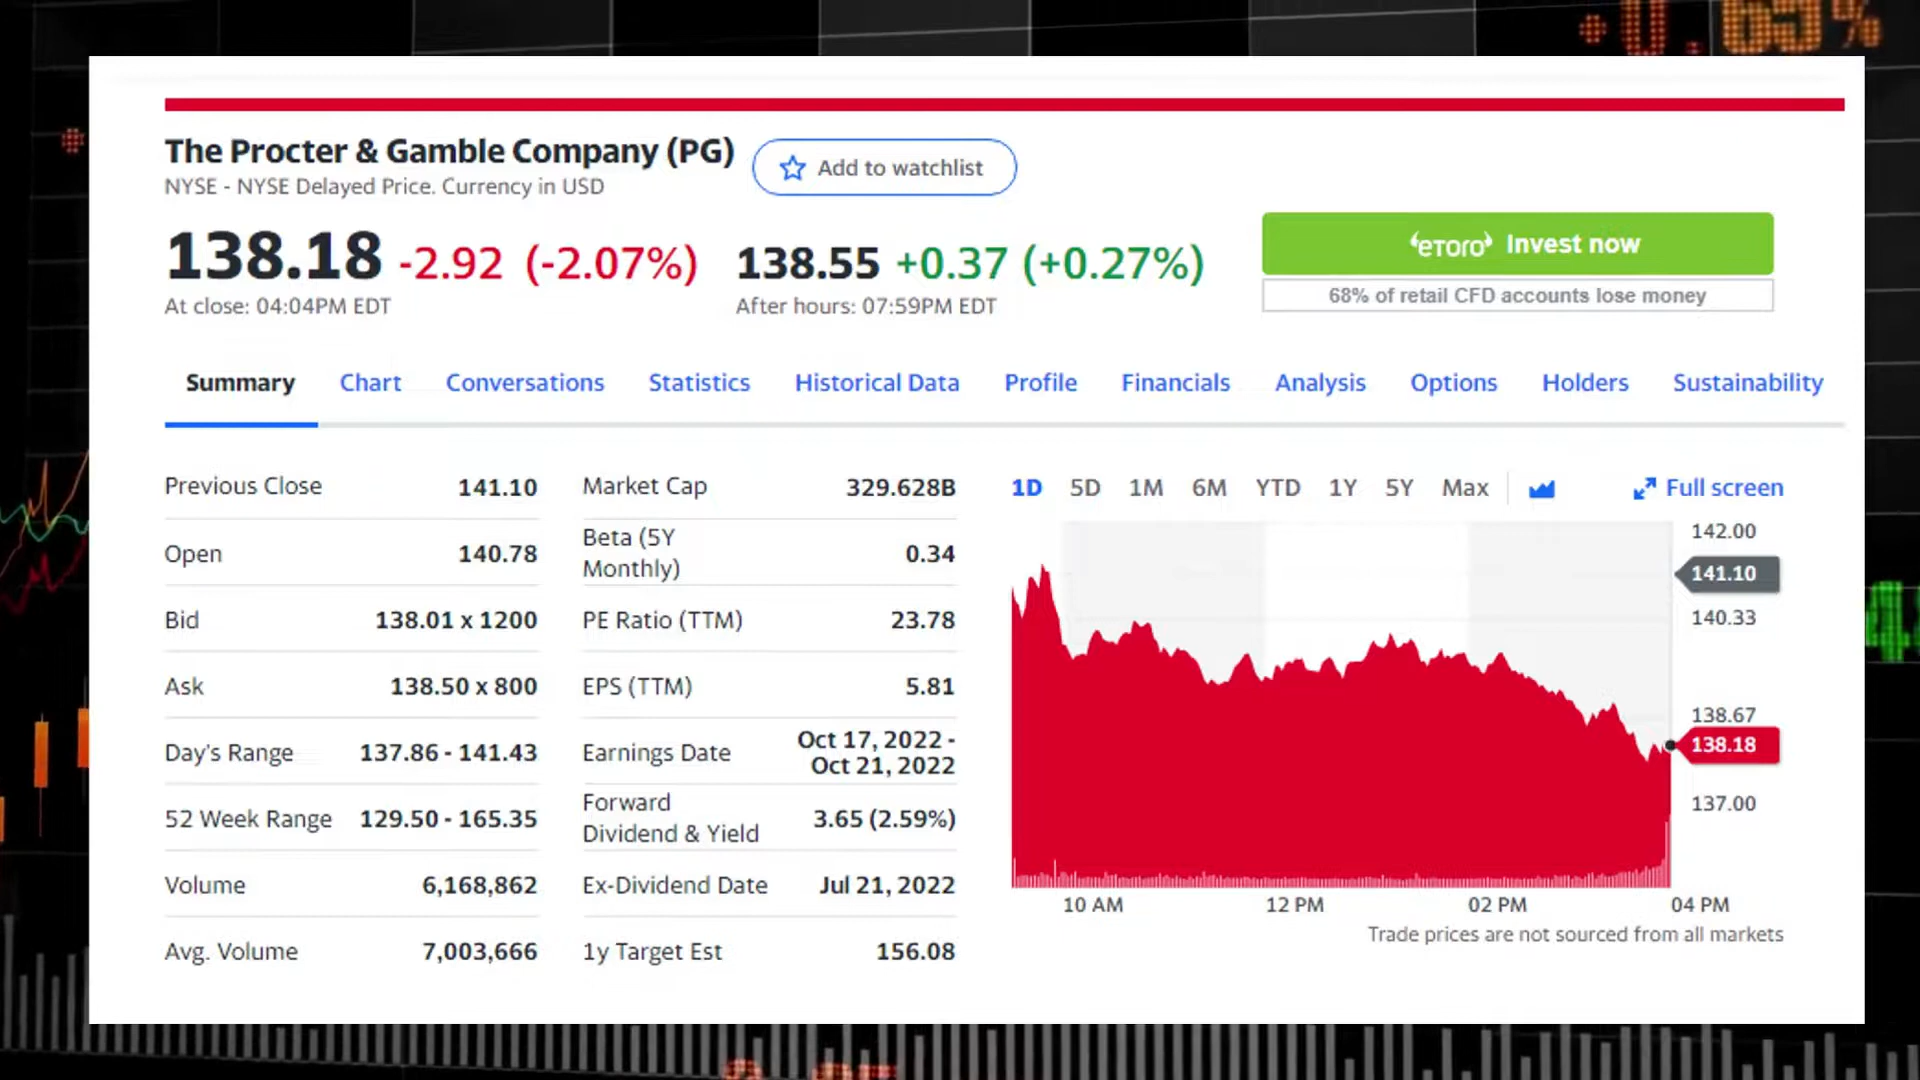 0.65%
The Procter & Gamble Company (PG)
Add to watchlist
NYSE - NYSE Delayed Price. Currency in USD
138.18 -2.92 (-2.07%)
138.55 +0.37 (+0.27%)
At close: 04:04PM EDT
After hours: 07:59PM EDT
eToro Invest now
68% of retail CFD accounts lose money
Summary Chart Conversations Statistics Historical Data Profile Financials Analysis Options Holders Sustainability
Previous Close 141.10
Open 140.78
Bid 138.01 x 1200
Ask 138.50 x 800
Day's Range 137.86 - 141.43
52 Week Range 129.50 - 165.35
Volume 6,168,862
Avg. Volume 7,003,666
Market Cap 329.628B
Beta (5Y
Monthly) 0.34
PE Ratio (TTM) 23.78
EPS (TTM) 5.81
Earnings Date Oct 17, 2022 -
Oct 21, 2022
Forward
Dividend & Yield 3.65 (2.59%)
Ex-Dividend Date Jul 21, 2022
1y Target Est 156.08
1D 5D 1M 6M YTD 1Y 5Y Max Full screen
142.00
141.10
140.33
138.67
138.18
137.00
10 AM 12 PM 02 PM 04 PM
Trade prices are not sourced from all markets